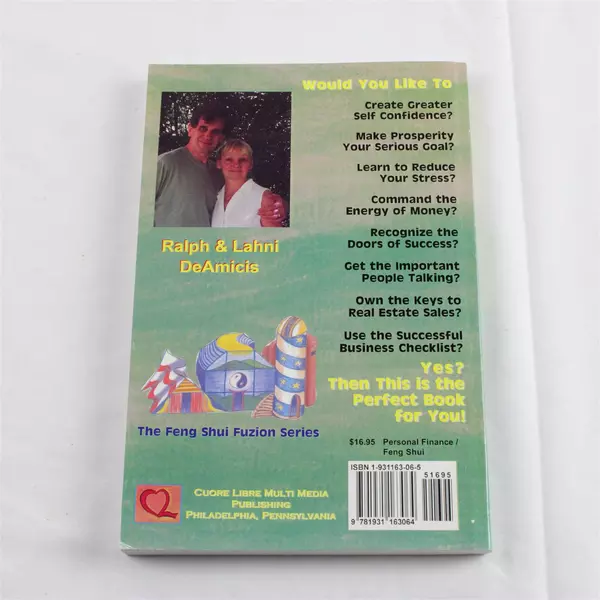 Would You Like To
Create Greater
Self Confidence?
Make Prosperity
Your Serious Goal?
Learn to Reduce
Your Stress?
Command the
Energy of Money?
Recognize the
Doors of Success?
Get the Important
People Talking?
Own the Keys to
Real Estate Sales?
Use the Successful
Business Checklist?
Yes?
Then This is the
Perfect Book
for You!
Ralph & Lahni
DeAmicis
The Feng Shui Fuzion Series
$16.95 Personal Finance /
Feng Shui
ISBN 1-931163-06-5
51695
9 781931 163064
Cuore Libre Multi Media
Publishing
Philadelphia, Pennsylvania